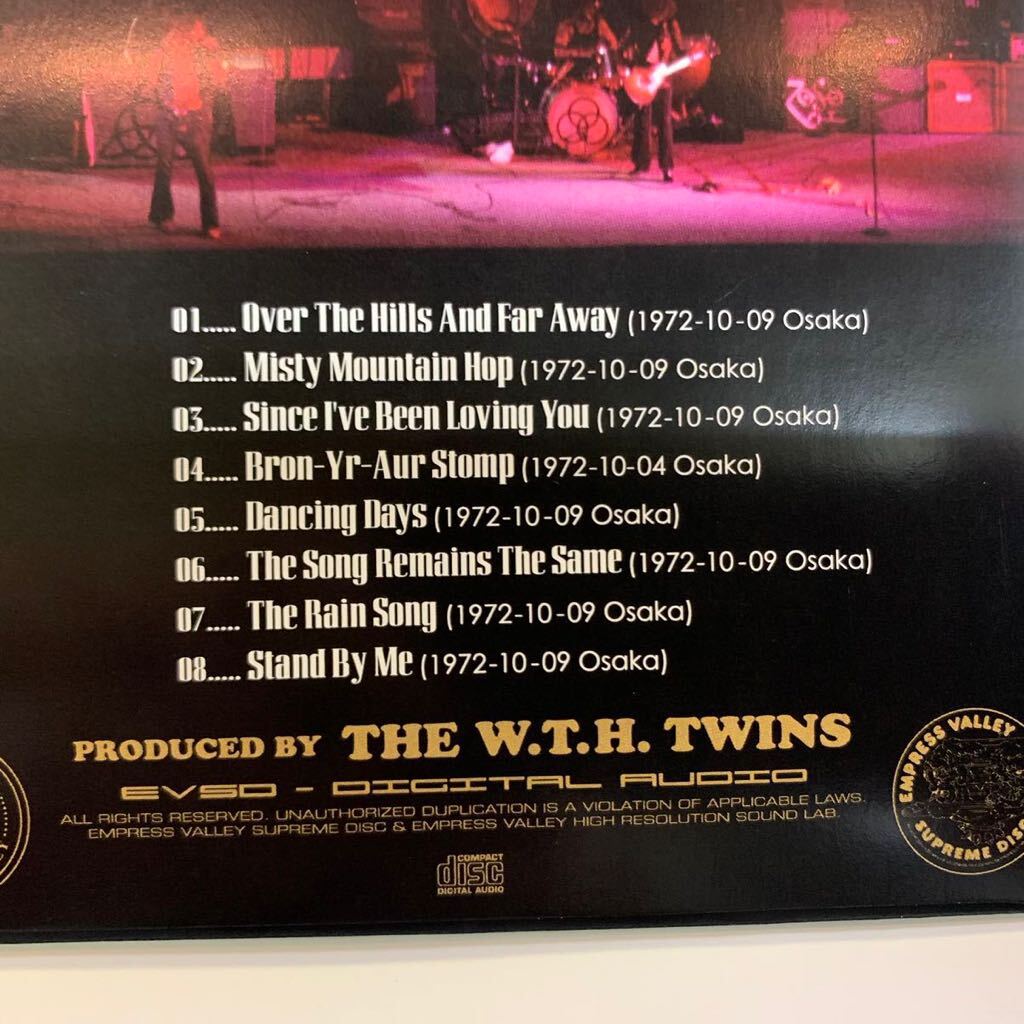 01..... Over The Hills And Far Away (1972-10-09 Osaka)
02..... Misty Mountain Hop (1972-10-09 Osaka)
03..... Since I've Been Loving You (1972-10-09 Osaka)
04..... Bron-Yr-Aur Stomp (1972-10-04 Osaka)
05..... Dancing Days (1972-10-09 Osaka)
06..... The Song Remains The Same (1972-10-09 Osaka)
07..... The Rain Song (1972-10-09 Osaka)
08..... Stand By Me (1972-10-09 Osaka)
PRODUCED BY THE W.T.H. TWINS
EVSD - DIGITAL AUDIO
ALL RIGHTS RESERVED. UNAUTHORIZED DUPLICATION IS A VIOLATION OF APPLICABLE LAWS.
EMPRESS VALLEY SUPREME DISC & EMPRESS VALLEY HIGH RESOLUTION SOUND LAB.
COMPACT
disc
DIGITAL AUDIO
EMPRESS VALLEY
SUPREME DISC